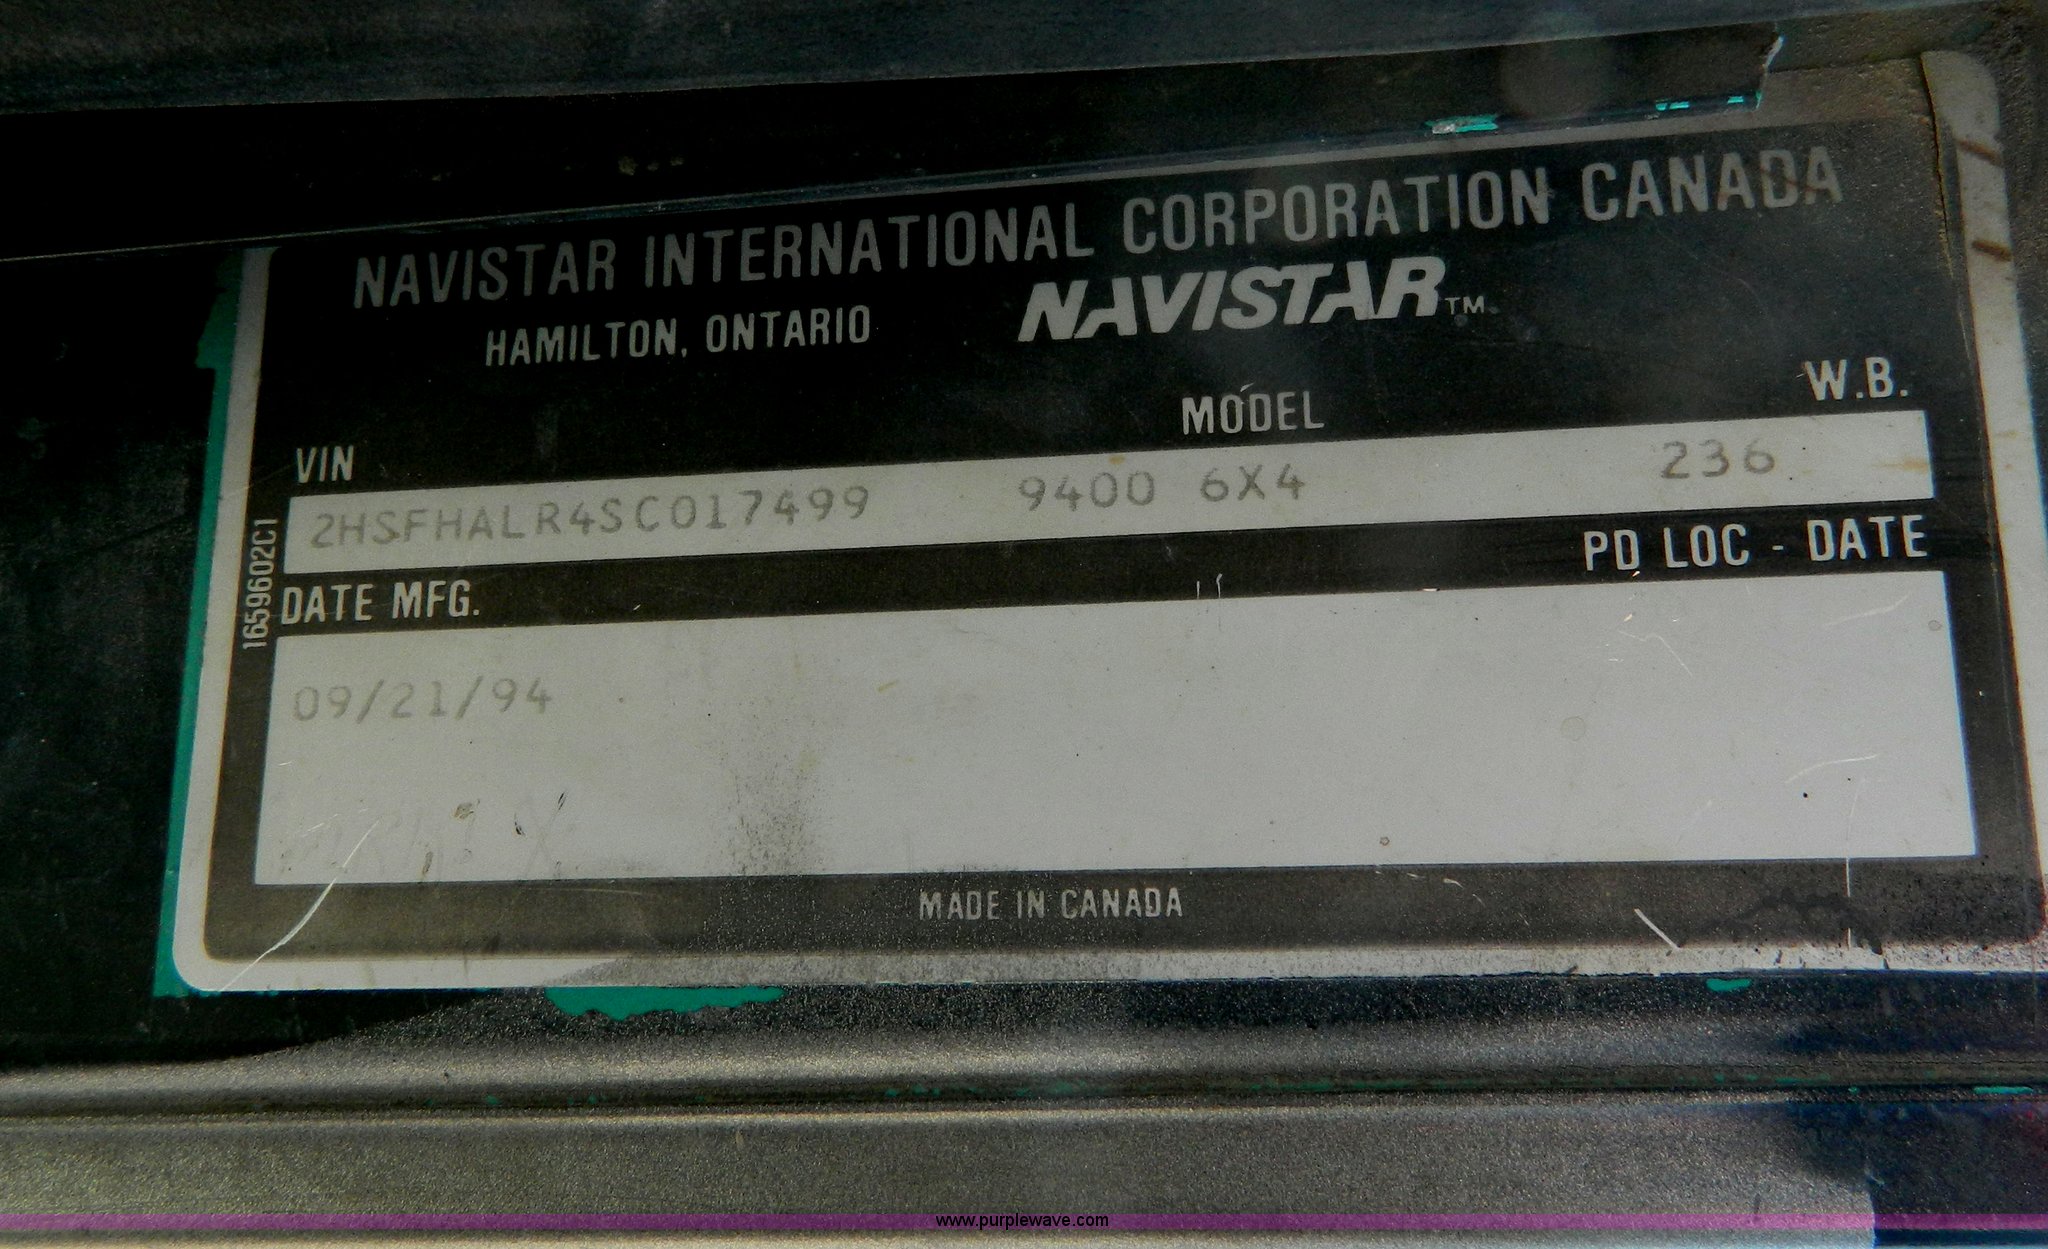 NAVISTAR INTERNATIONAL CORPORATION CANADA
HAMILTON, ONTARIO NAVISTAR™
VIN MODEL W.B.
2HSFHALR4SC017499 9400 6X4 236
1659602C1
DATE MFG. PD LOC - DATE
09/21/94
MADE IN CANADA
www.purplewave.com